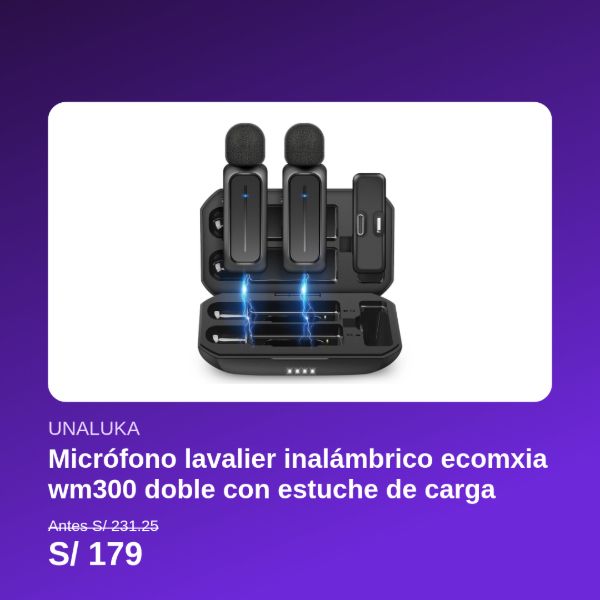 UNALUKA
Micrófono lavalier inalámbrico ecomxia
wm300 doble con estuche de carga
Antes S/ 231.25
S/ 179